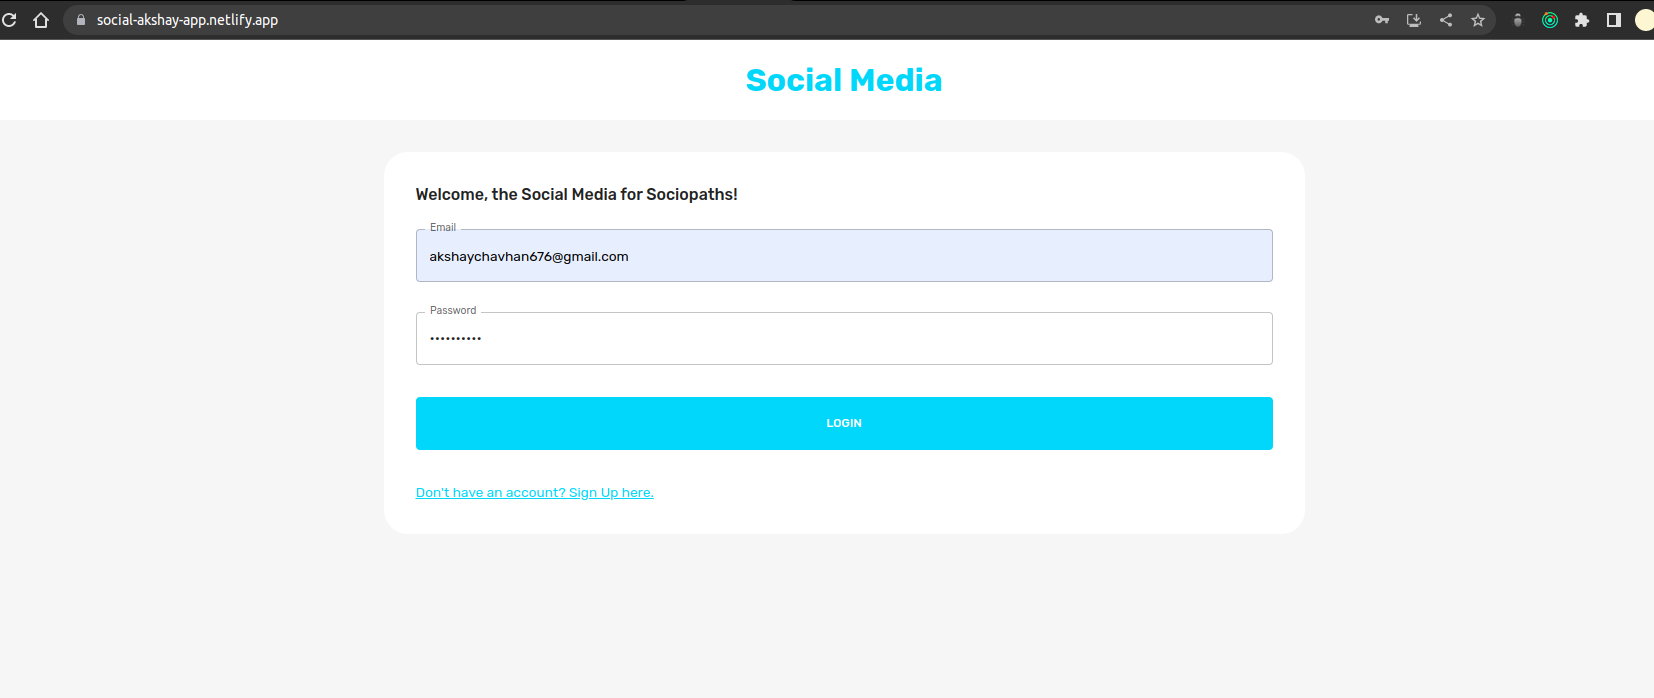 social-akshay-app.netlify.app
Social Media
Welcome, the Social Media for Sociopaths!
Email
akshaychavhan676@gmail.com
Password
••••••••••
LOGIN
Don't have an account? Sign Up here.